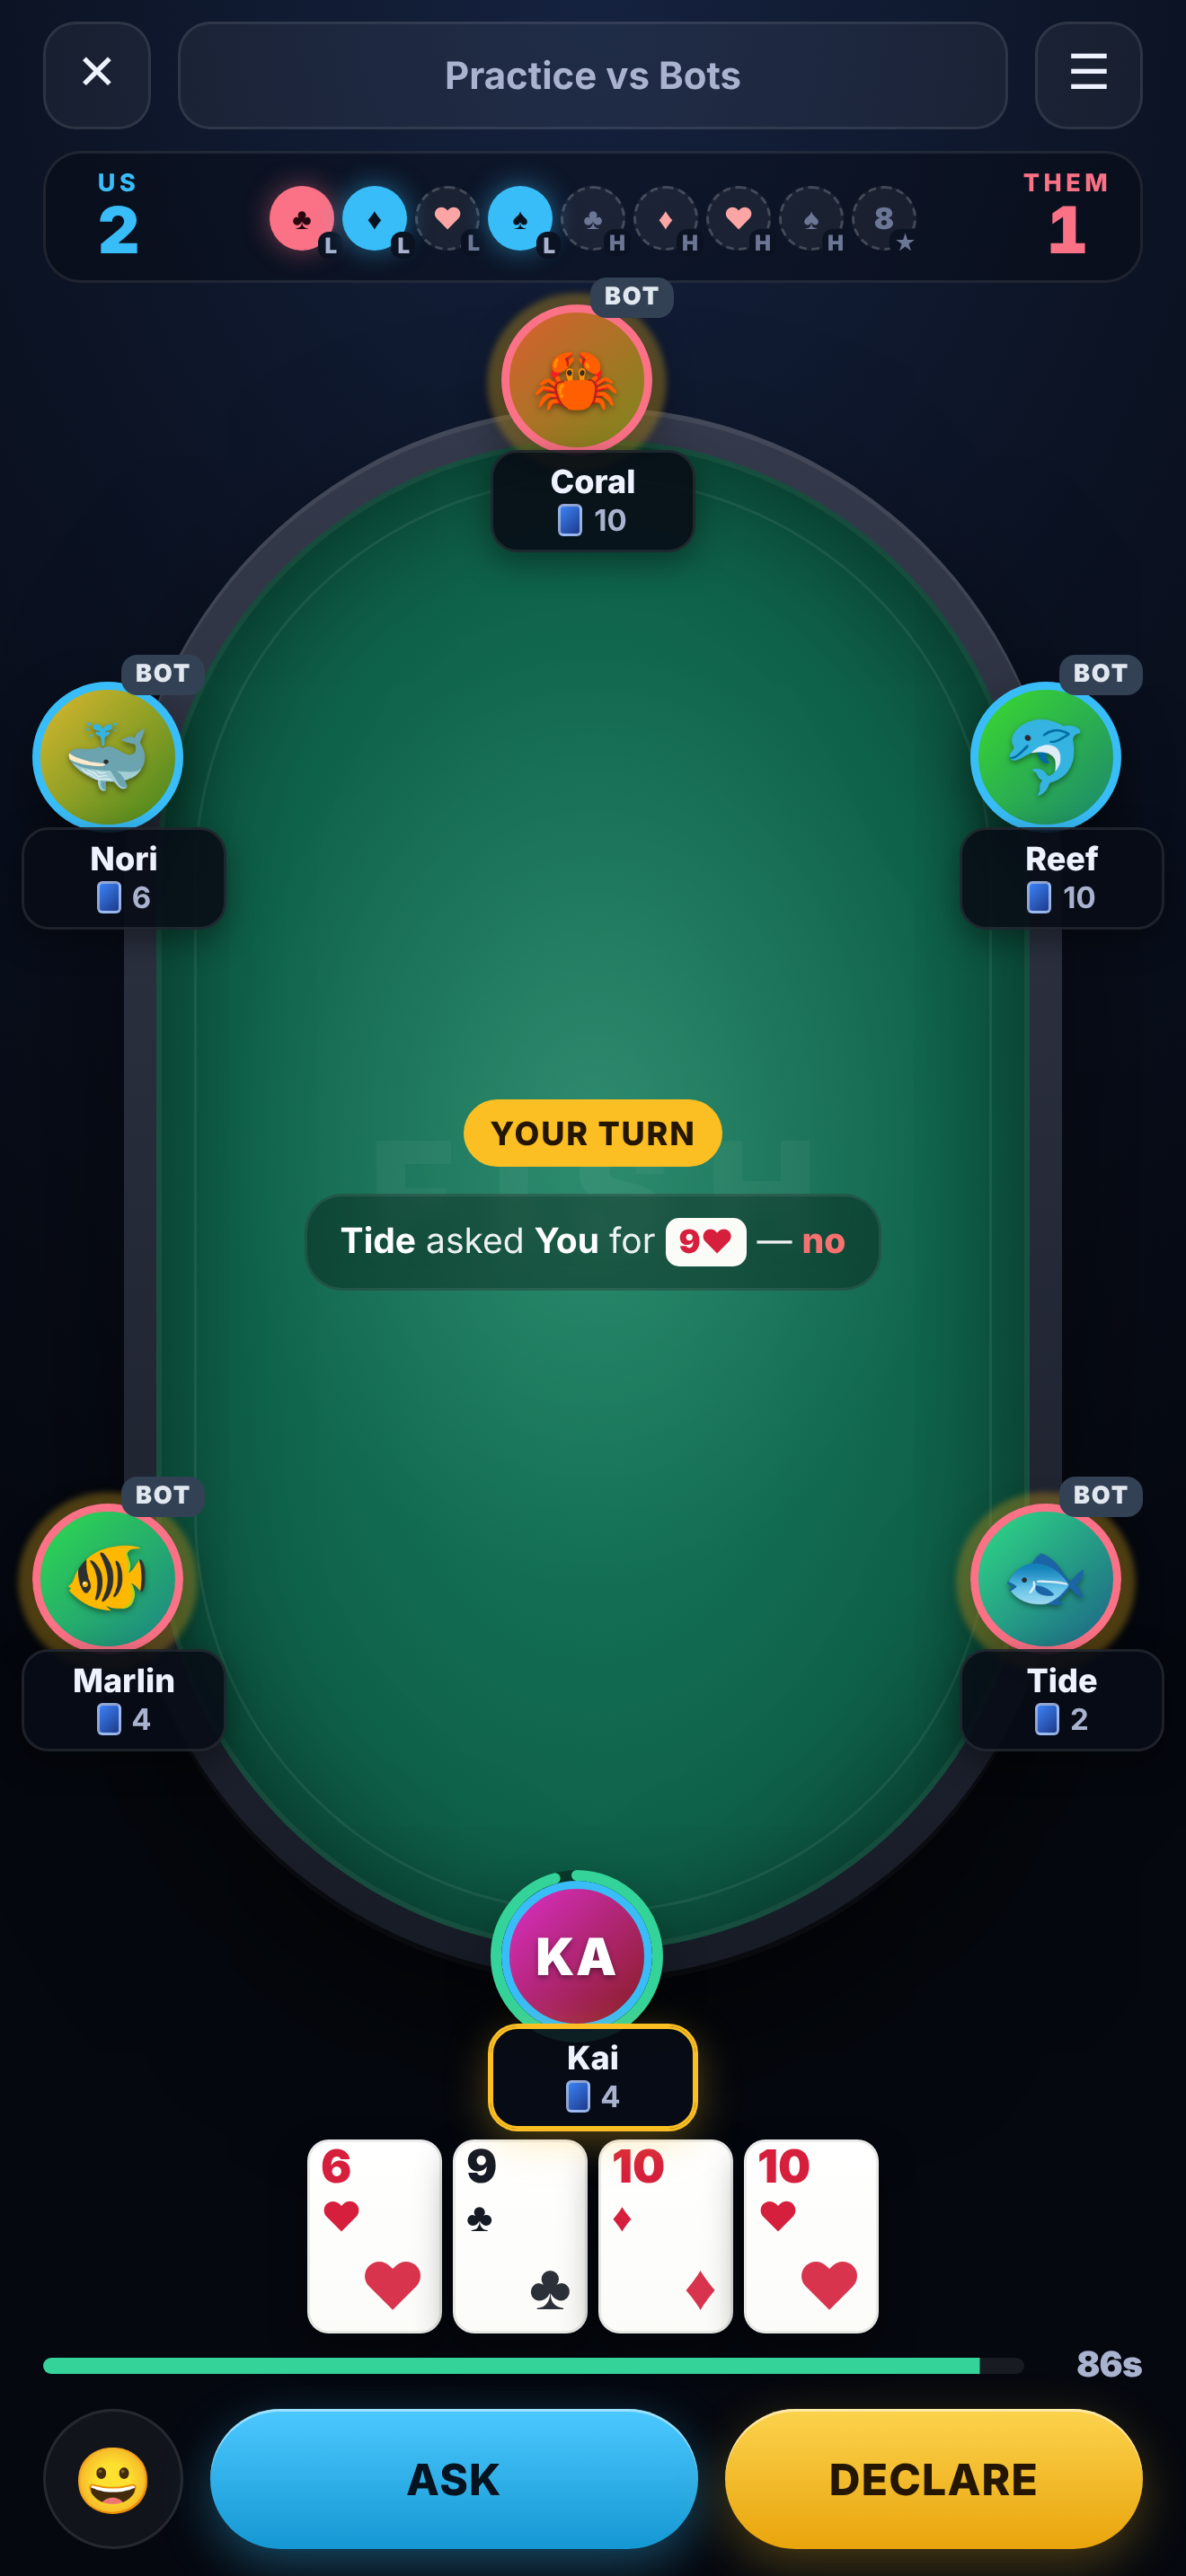 ✕
Practice vs Bots
☰
US
2
♣ L ♦ L ♥ L ♠ L ♣ H ♦ H ♥ H ♠ H 8 ★
THEM
1
BOT
Coral
10
BOT
Nori
6
BOT
Reef
10
YOUR TURN
FISH
Tide asked You for 9♥ — no
BOT
Marlin
4
BOT
Tide
2
KA
Kai
4
6♥ 9♣ 10♦ 10♥
86s
ASK
DECLARE